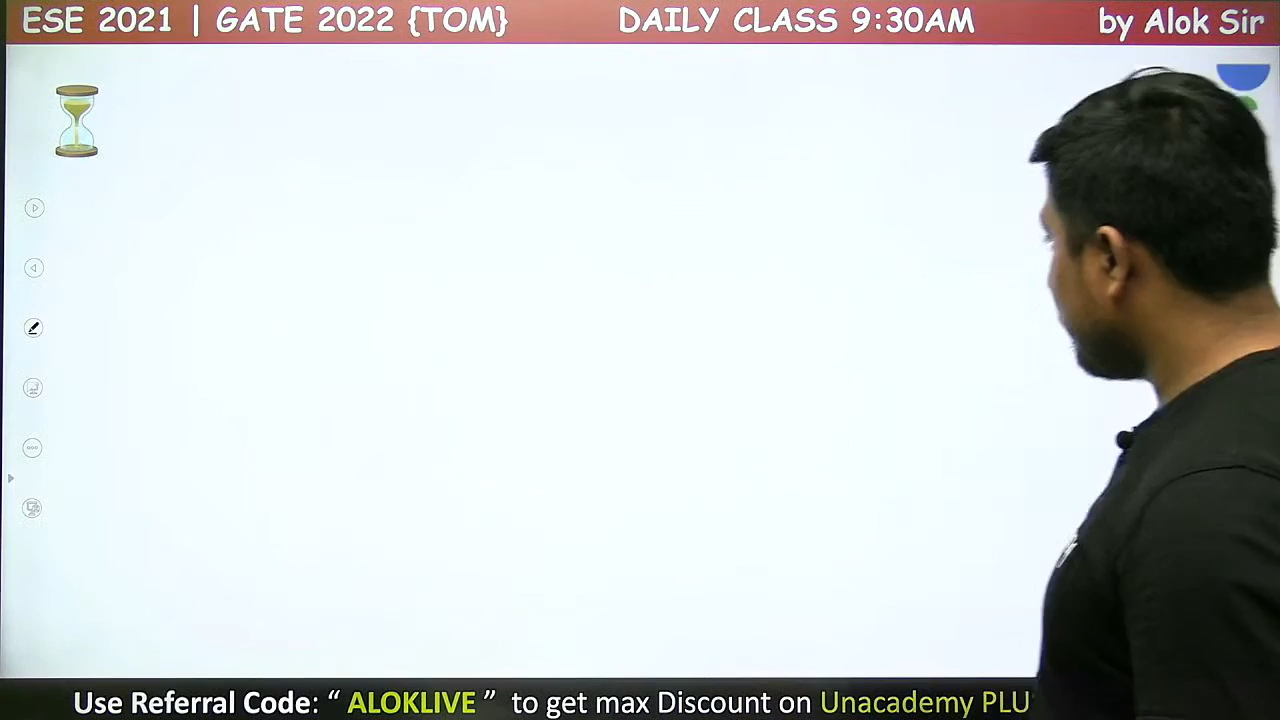 ESE 2021 | GATE 2022 {TOM} DAILY CLASS 9:30AM by Alok Sir
Use Referral Code: “ ALOKLIVE ” to get max Discount on Unacademy PLU